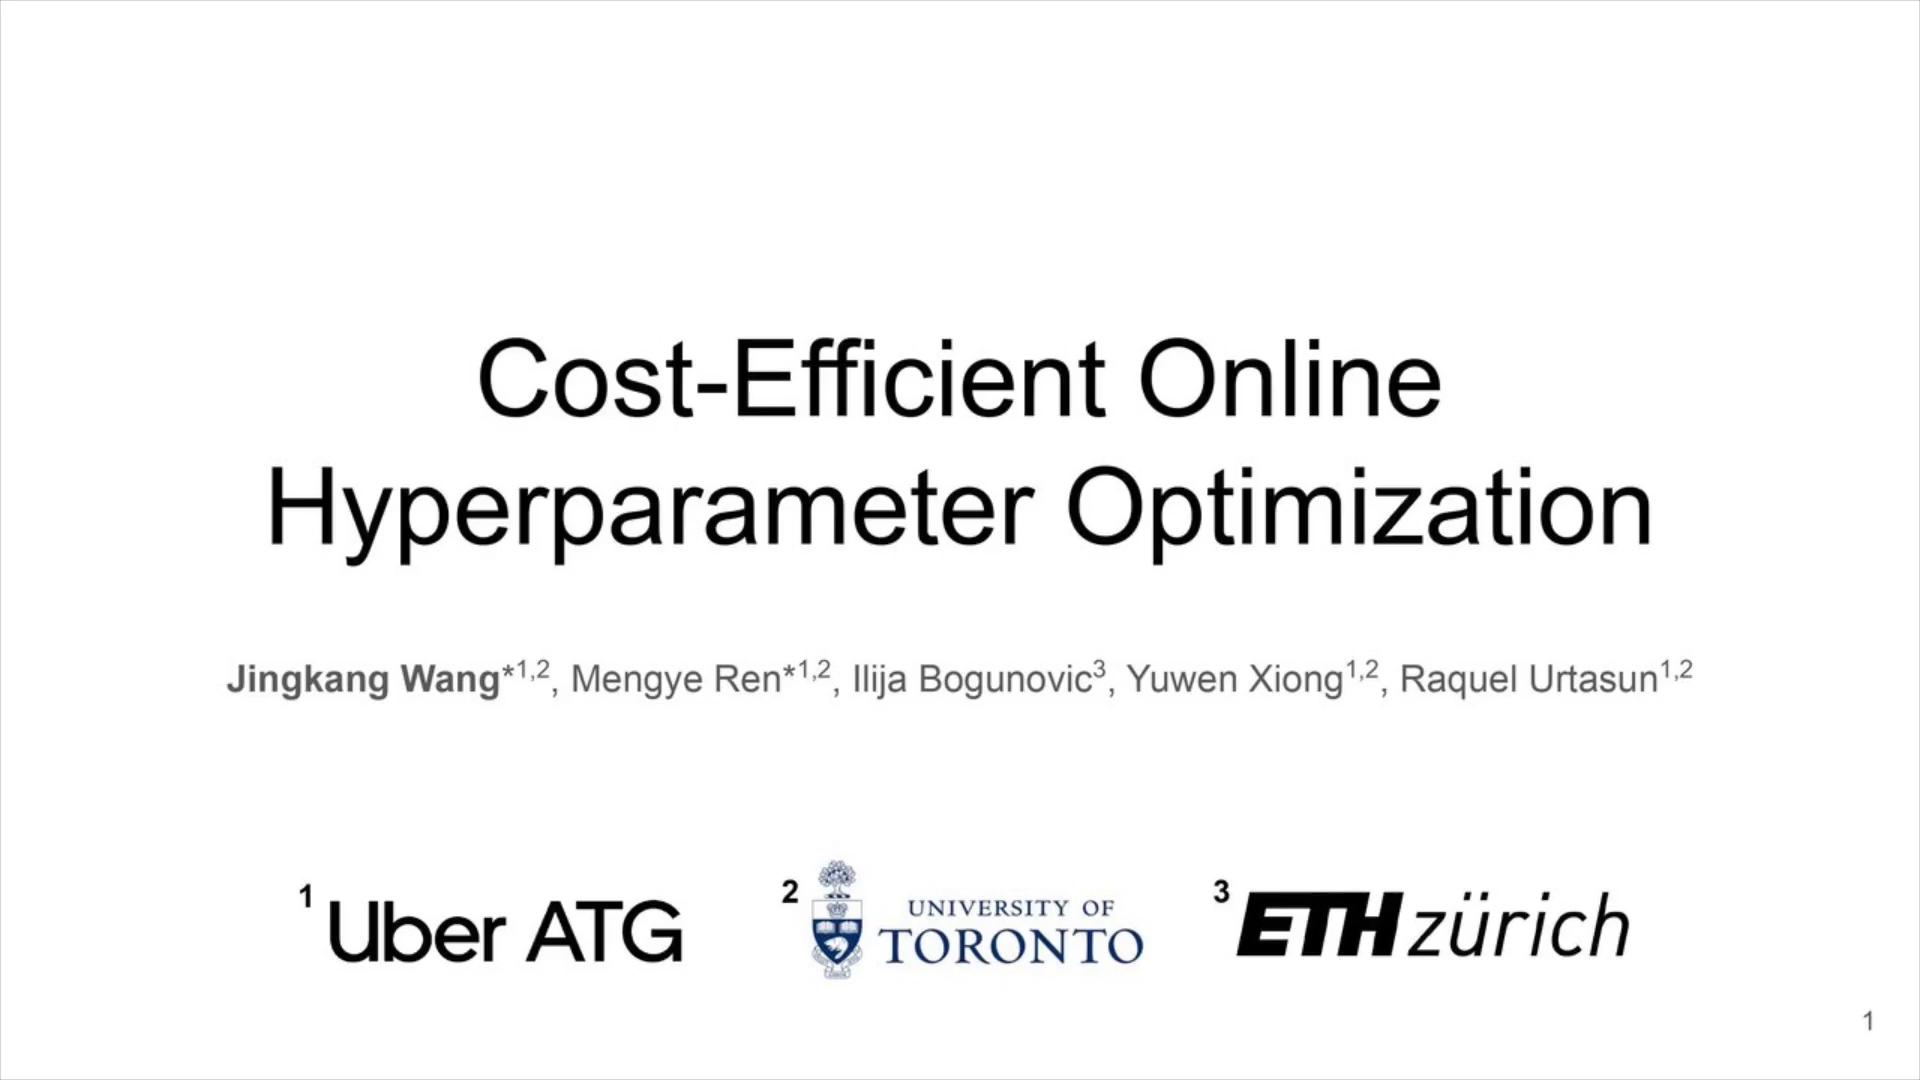 Cost-Efficient Online
Hyperparameter Optimization
Jingkang Wang*1,2, Mengye Ren*1,2, Ilija Bogunovic3, Yuwen Xiong1,2, Raquel Urtasun1,2
1 Uber ATG
2 UNIVERSITY OF
TORONTO
3 ETH zürich
1